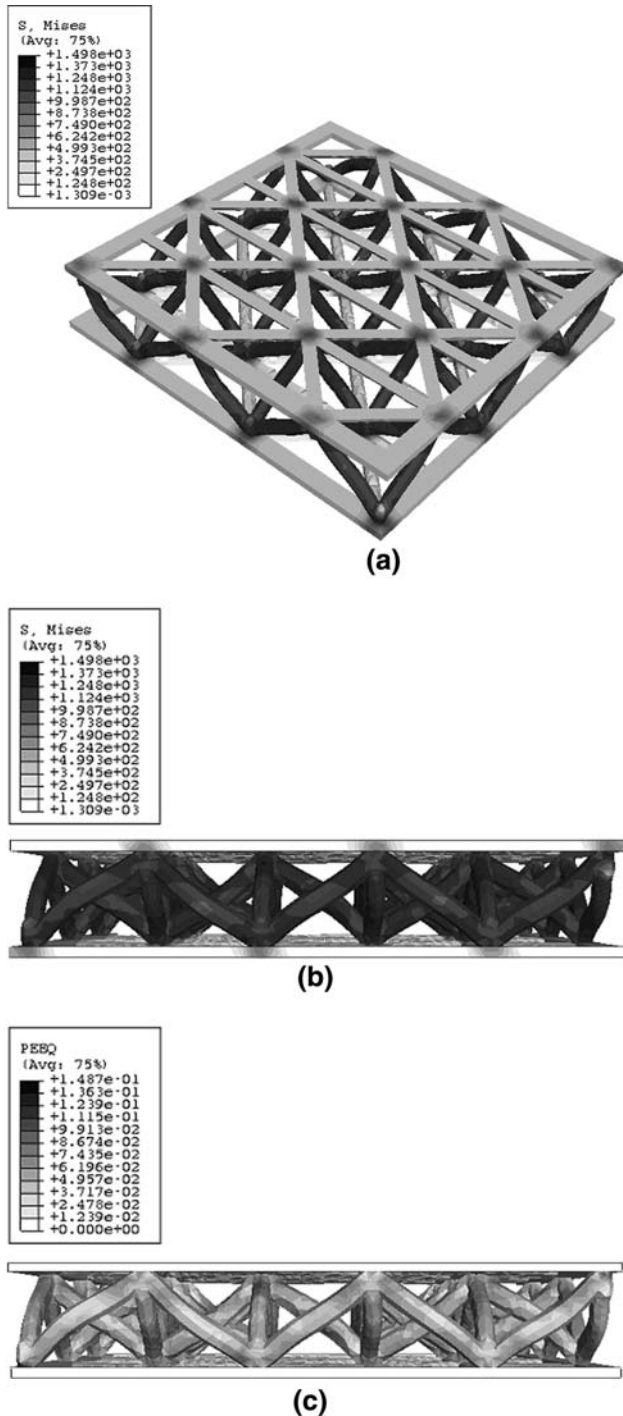 S, Mises
(Avg: 75%)
+1.498e+03
+1.373e+03
+1.248e+03
+1.124e+03
+9.987e+02
+8.738e+02
+7.490e+02
+6.242e+02
+4.993e+02
+3.745e+02
+2.497e+02
+1.248e+02
+1.309e-03
(a)
S, Mises
(Avg: 75%)
+1.498e+03
+1.373e+03
+1.248e+03
+1.124e+03
+9.987e+02
+8.738e+02
+7.490e+02
+6.242e+02
+4.993e+02
+3.745e+02
+2.497e+02
+1.248e+02
+1.309e-03
(b)
PEEQ
(Avg: 75%)
+1.487e-01
+1.363e-01
+1.239e-01
+1.115e-01
+9.913e-02
+8.674e-02
+7.435e-02
+6.196e-02
+4.957e-02
+3.717e-02
+2.478e-02
+1.239e-02
+0.000e+00
(c)